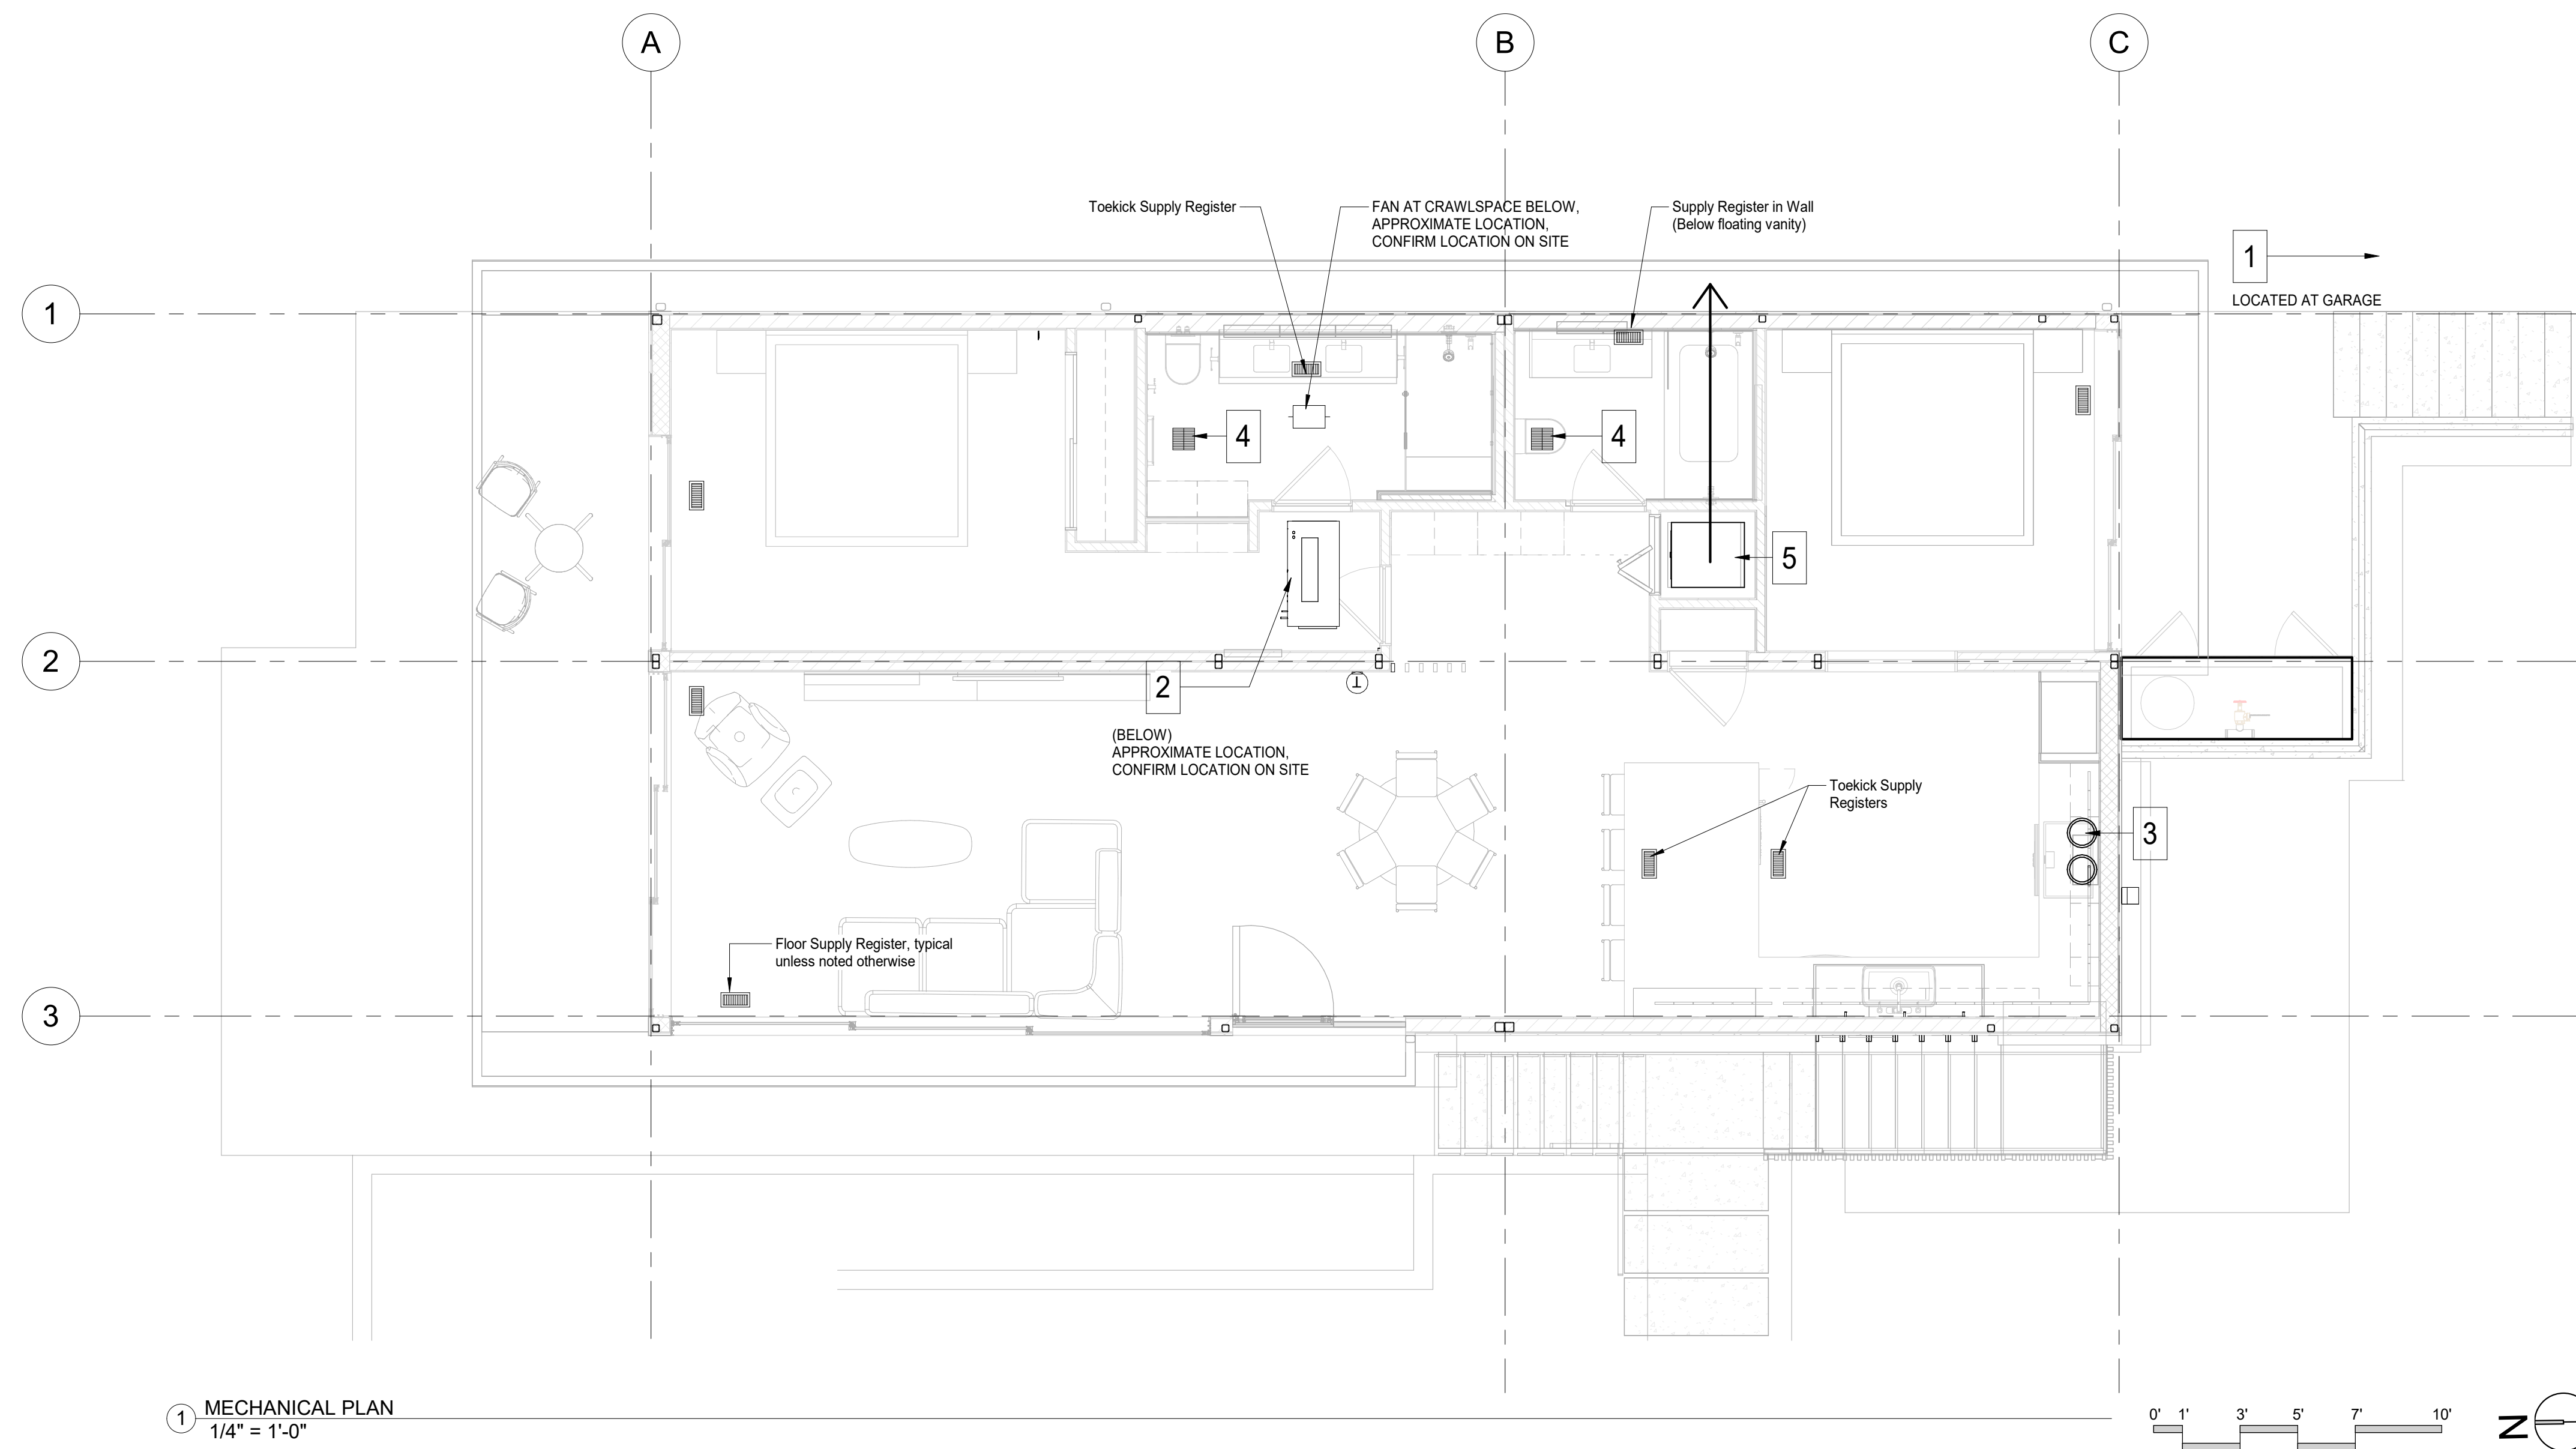 A
B
C
Toekick Supply Register
FAN AT CRAWLSPACE BELOW,
APPROXIMATE LOCATION,
CONFIRM LOCATION ON SITE
Supply Register in Wall
(Below floating vanity)
1
LOCATED AT GARAGE
1
4
4
5
2
2
T
(BELOW)
APPROXIMATE LOCATION,
CONFIRM LOCATION ON SITE
Toekick Supply
Registers
3
Floor Supply Register, typical
unless noted otherwise
3
1
MECHANICAL PLAN
1/4" = 1'-0"
0' 1' 3' 5' 7' 10'
N